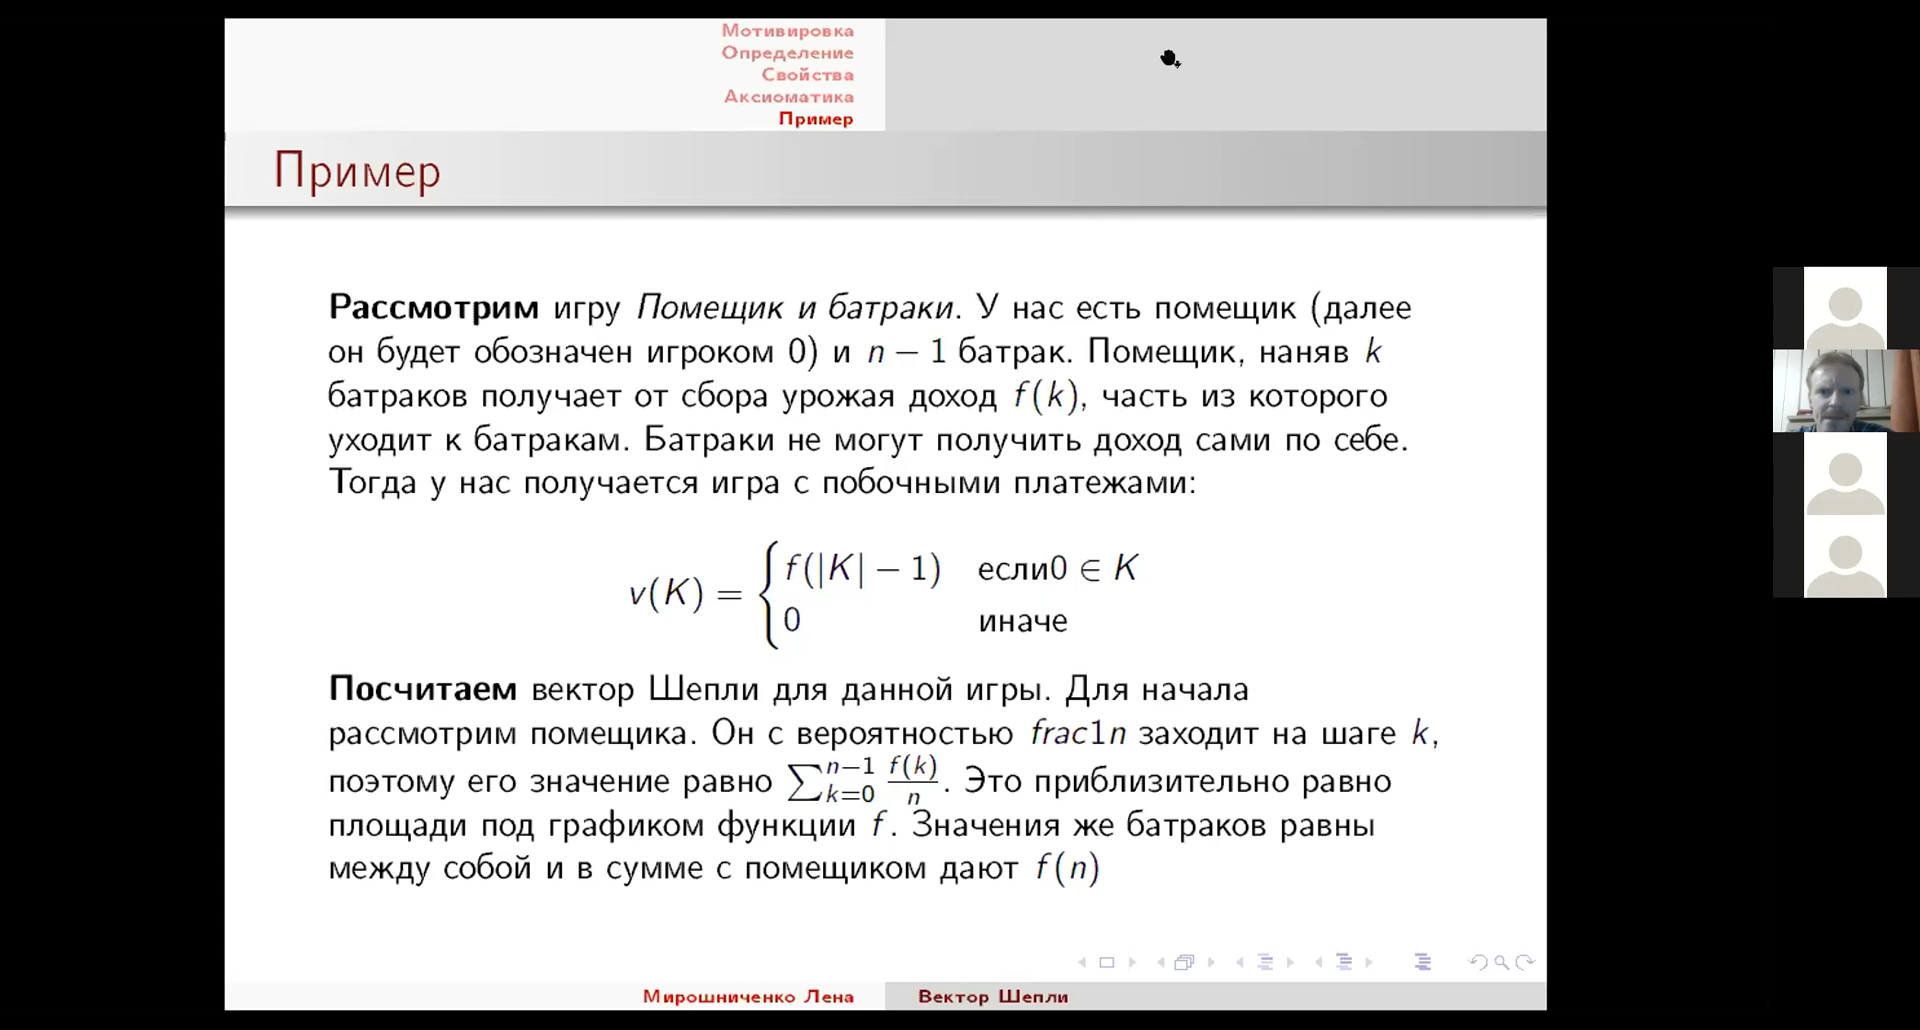 Мотивировка
Определение
Свойства
Аксиоматика
Пример
Пример
Рассмотрим игру Помещик и батраки. У нас есть помещик (далее
он будет обозначен игроком 0) и n − 1 батрак. Помещик, наняв k
батраков получает от сбора урожая доход f(k), часть из которого
уходит к батракам. Батраки не могут получить доход сами по себе.
Тогда у нас получается игра с побочными платежами:
v(K) = { f(|K| − 1) если0 ∈ K
0 иначе
Посчитаем вектор Шепли для данной игры. Для начала
рассмотрим помещика. Он с вероятностью frac1n заходит на шаге k,
поэтому его значение равно ∑_{k=0}^{n−1} f(k)/n. Это приблизительно равно
площади под графиком функции f. Значения же батраков равны
между собой и в сумме с помещиком дают f(n)
Мирошниченко Лена
Вектор Шепли